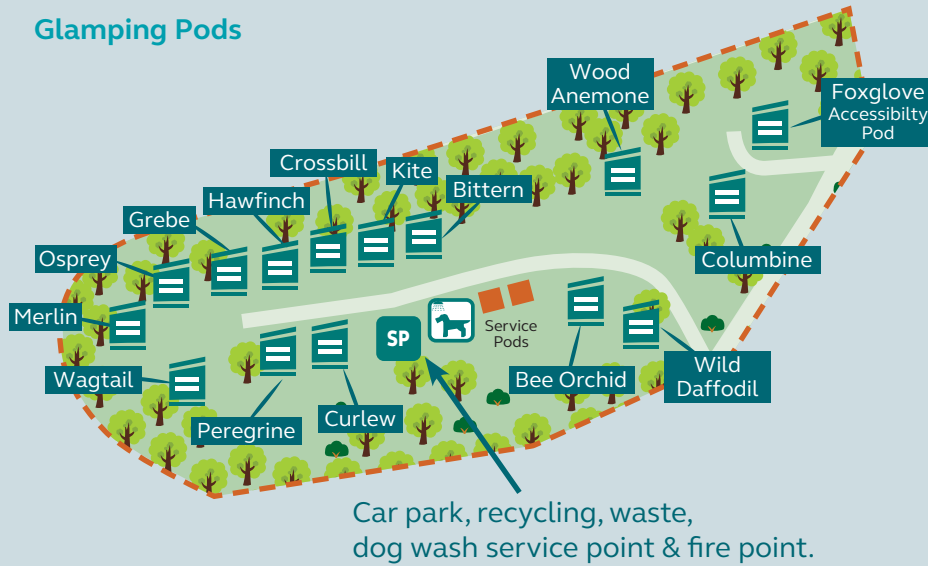 Glamping Pods
Wood
Anemone
Foxglove
Accessibilty
Pod
Crossbill
Kite
Bittern
Hawfinch
Grebe
Osprey
Columbine
Merlin
SP
Service
Pods
Wagtail
Bee Orchid
Wild
Daffodil
Peregrine
Curlew
Car park, recycling, waste,
dog wash service point & fire point.